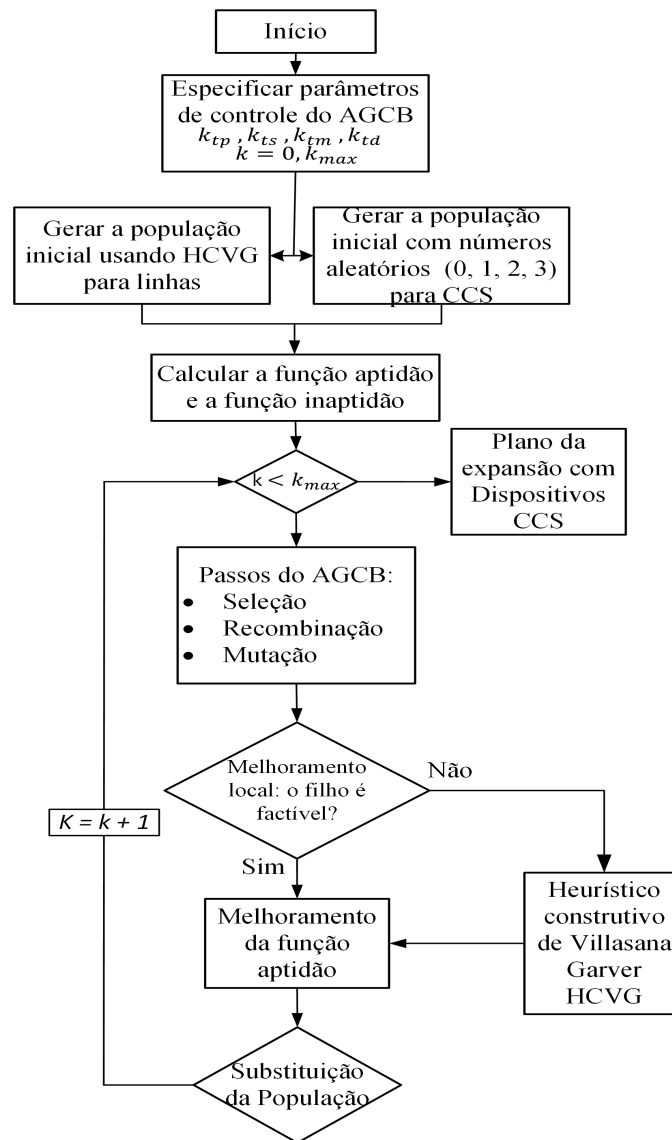 Início
Especificar parâmetros
de controle do AGCB
k_tp , k_ts , k_tm , k_td
k = 0, k_max
Gerar a população
inicial usando HCVG
para linhas
Gerar a população
inicial com números
aleatórios (0, 1, 2, 3)
para CCS
Calcular a função aptidão
e a função inaptidão
k < k_max
Plano da
expansão com
Dispositivos
CCS
Passos do AGCB:
• Seleção
• Recombinação
• Mutação
Melhoramento
local: o filho é
factível?
Não
Sim
K = k + 1
Melhoramento
da função
aptidão
Heurístico
construtivo
de Villasana
Garver
HCVG
Substituição
da População